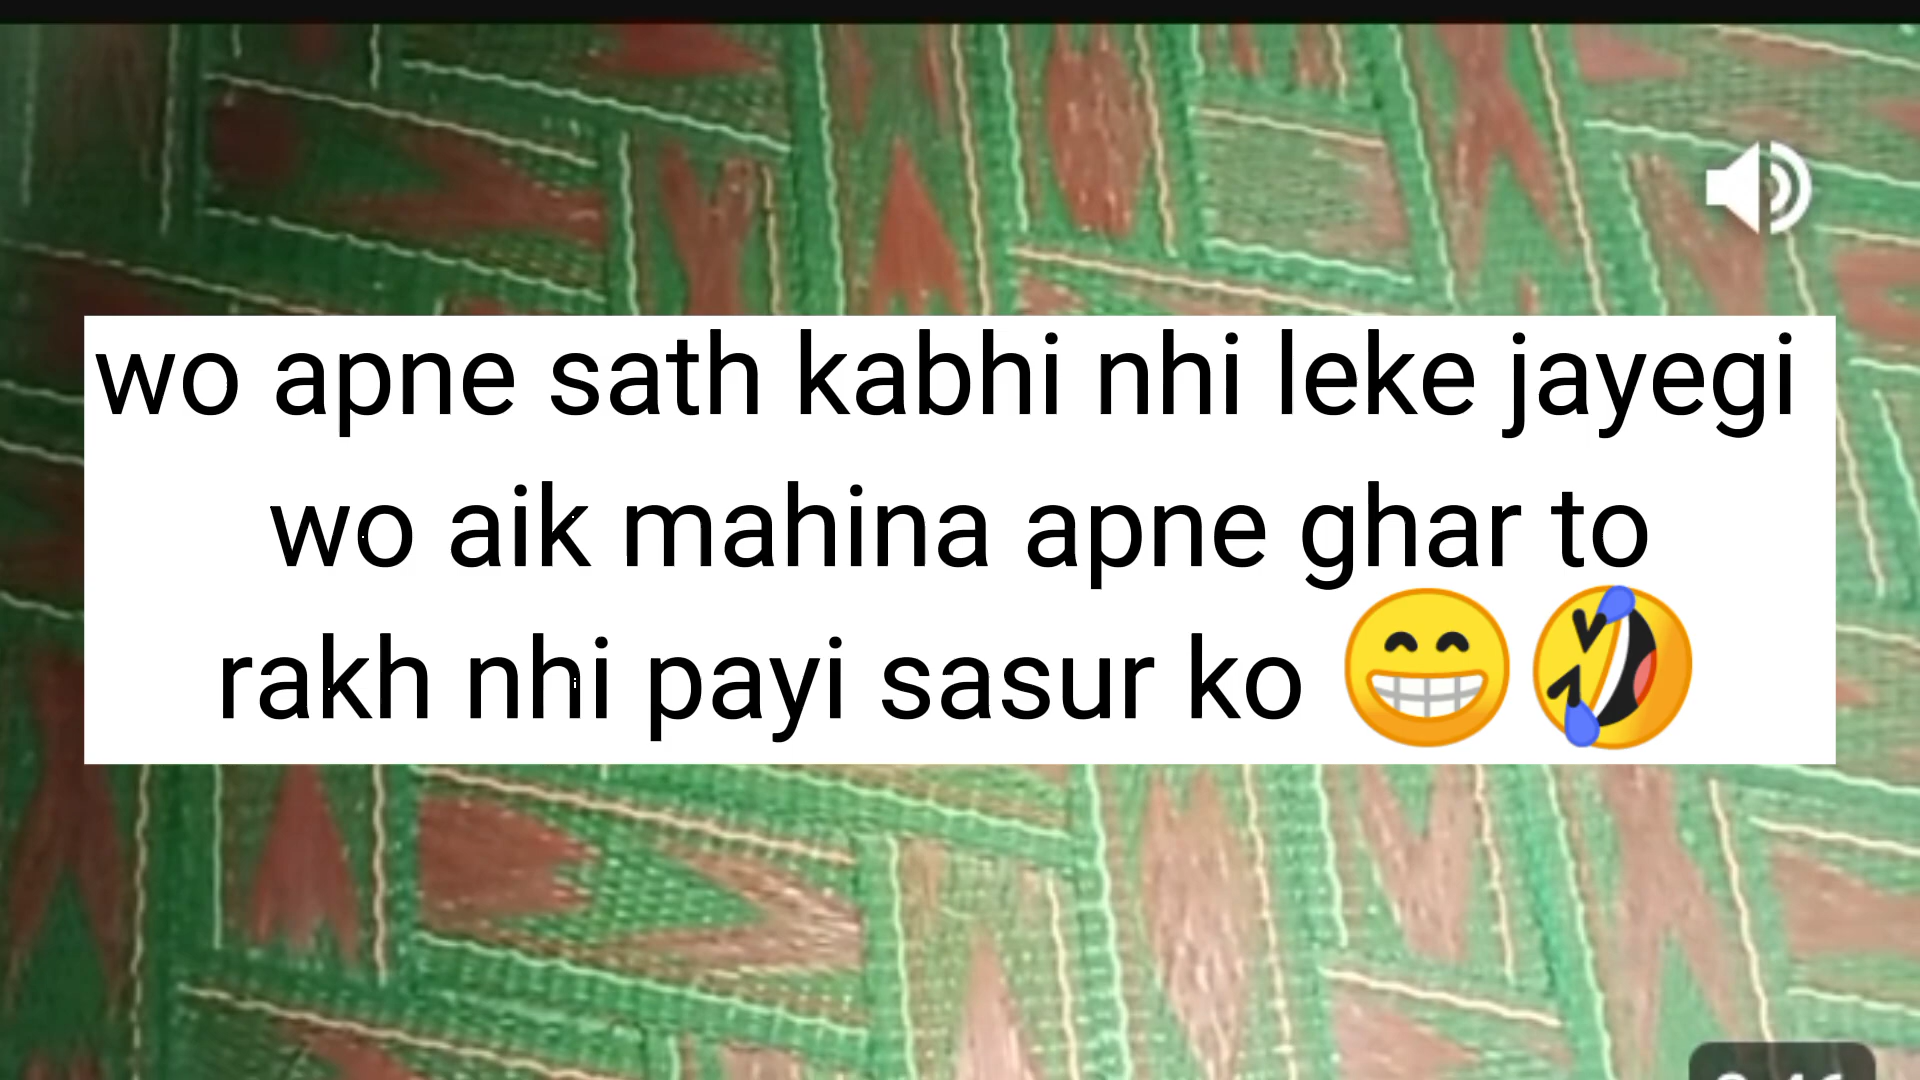 wo apne sath kabhi nhi leke jayegi
wo aik mahina apne ghar to
rakh nhi payi sasur ko 😁🤣